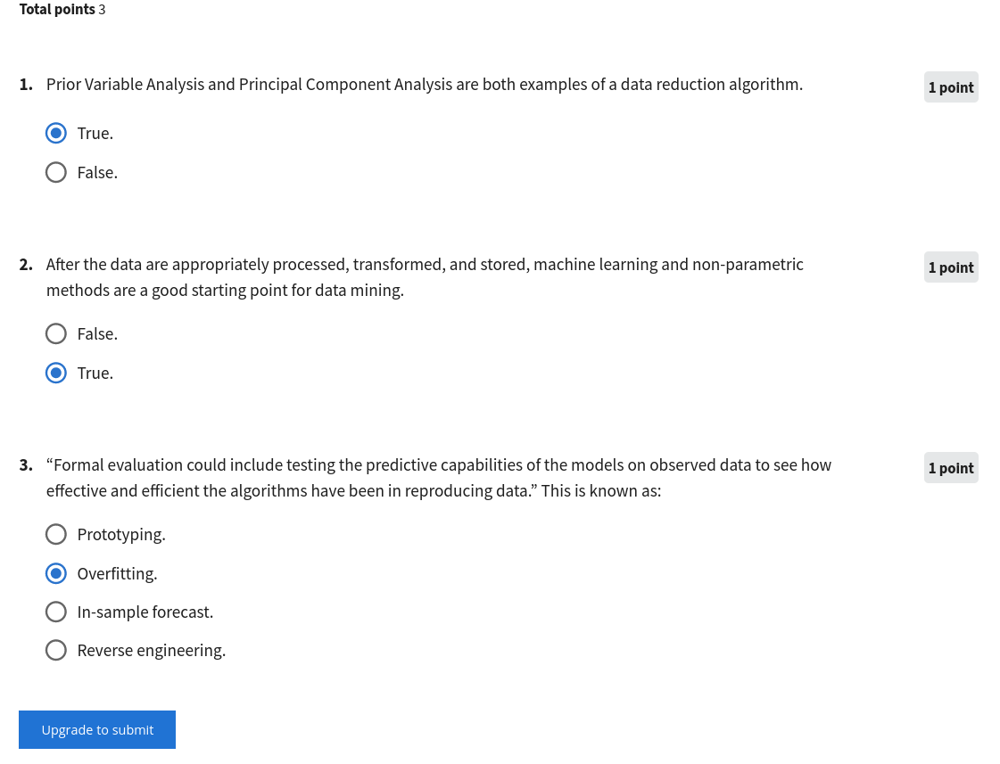 Total points 3
1. Prior Variable Analysis and Principal Component Analysis are both examples of a data reduction algorithm.
1 point
True.
False.
2. After the data are appropriately processed, transformed, and stored, machine learning and non-parametric
methods are a good starting point for data mining.
1 point
False.
True.
3. “Formal evaluation could include testing the predictive capabilities of the models on observed data to see how
effective and efficient the algorithms have been in reproducing data.” This is known as:
1 point
Prototyping.
Overfitting.
In-sample forecast.
Reverse engineering.
Upgrade to submit